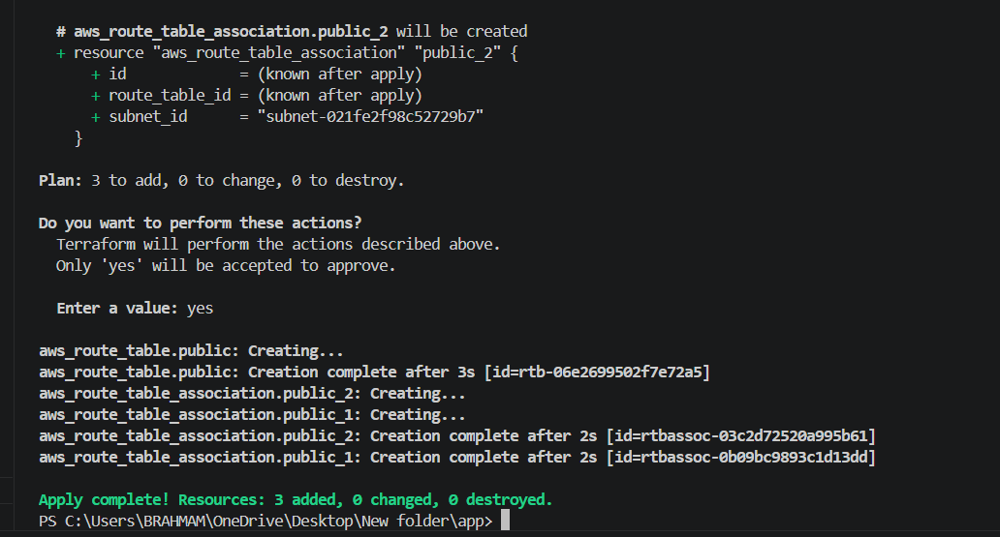 # aws_route_table_association.public_2 will be created
+ resource "aws_route_table_association" "public_2" {
+ id = (known after apply)
+ route_table_id = (known after apply)
+ subnet_id = "subnet-021fe2f98c52729b7"
}
Plan: 3 to add, 0 to change, 0 to destroy.
Do you want to perform these actions?
Terraform will perform the actions described above.
Only 'yes' will be accepted to approve.
Enter a value: yes
aws_route_table.public: Creating...
aws_route_table.public: Creation complete after 3s [id=rtb-06e2699502f7e72a5]
aws_route_table_association.public_2: Creating...
aws_route_table_association.public_1: Creating...
aws_route_table_association.public_2: Creation complete after 2s [id=rtbassoc-03c2d72520a995b61]
aws_route_table_association.public_1: Creation complete after 2s [id=rtbassoc-0b09bc9893c1d13dd]
Apply complete! Resources: 3 added, 0 changed, 0 destroyed.
PS C:\Users\BRAHMAM\OneDrive\Desktop\New folder\app>